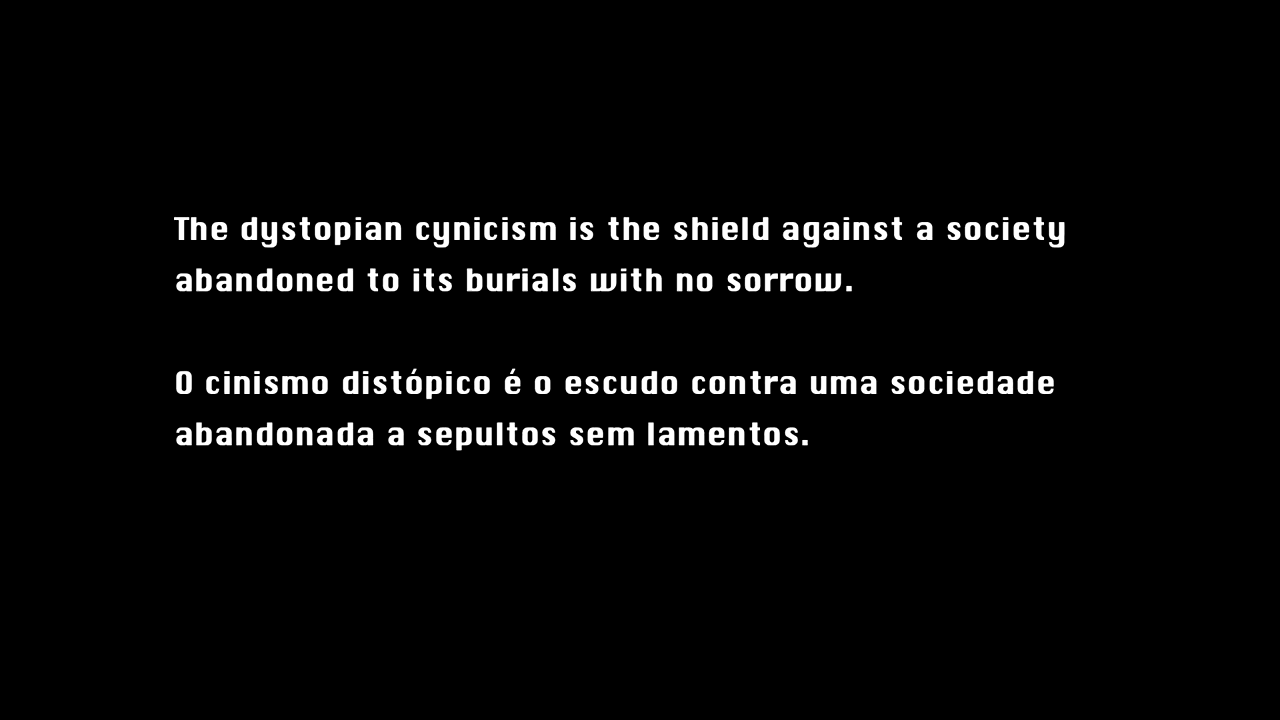 The dystopian cynicism is the shield against a society
abandoned to its burials with no sorrow.
O cinismo distópico é o escudo contra uma sociedade
abandonada a sepultos sem lamentos.